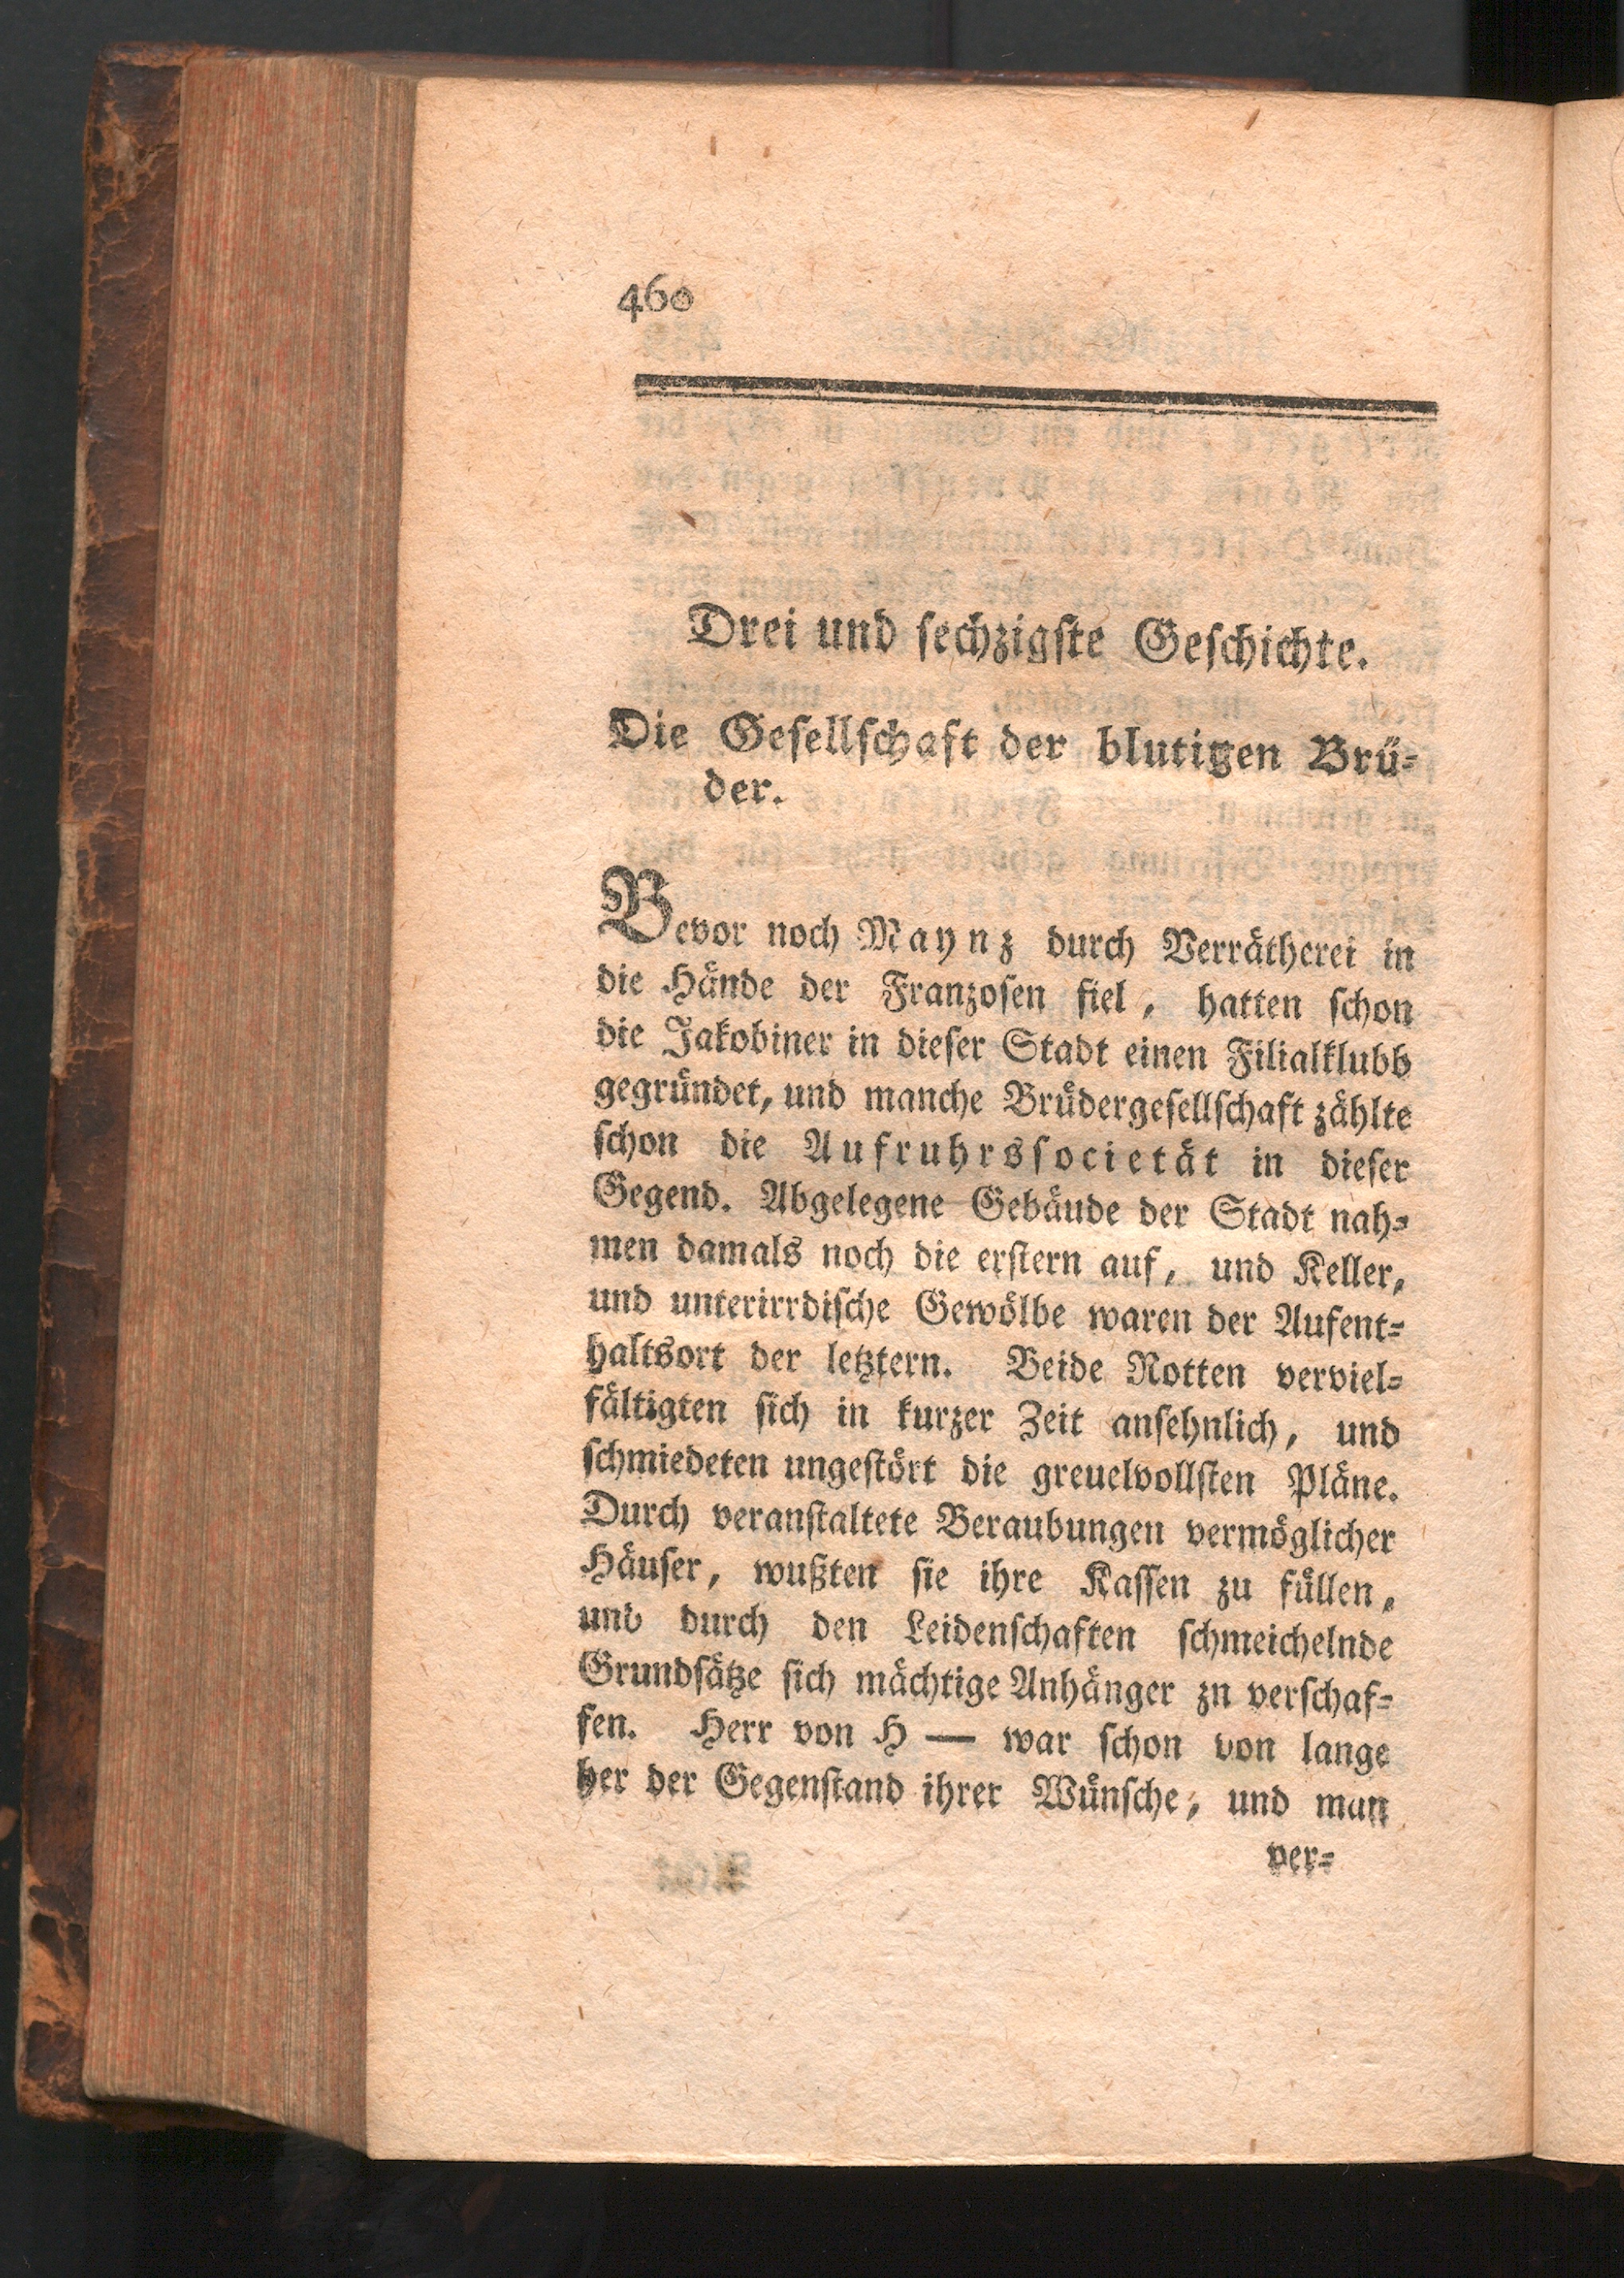 460
Drei und sechzigste Geschichte.
Die Gesellschaft der blutigen Brü-
der.
Bevor noch Maynz durch Verrätherei in
die Hände der Franzosen fiel, hatten schon
die Jakobiner in dieser Stadt einen Filialklubb
gegründet, und manche Brüdergesellschaft zählte
schon die Aufruhrssocietät in dieser
Gegend. Abgelegene Gebäude der Stadt nah-
men damals noch die erstern auf, und Keller,
und unterirrdische Gewölbe waren der Aufent-
haltsort der letztern. Beide Rotten verviel-
fältigten sich in kurzer Zeit ansehnlich, und
schmiedeten ungestört die greuelvollsten Pläne.
Durch veranstaltete Beraubungen vermöglicher
Häuser, wußten sie ihre Kassen zu füllen,
und durch den Leidenschaften schmeichelnde
Grundsätze sich mächtige Anhänger zn verschaf-
fen. Herr von H — war schon von lange
her der Gegenstand ihrer Wünsche, und man
ver-